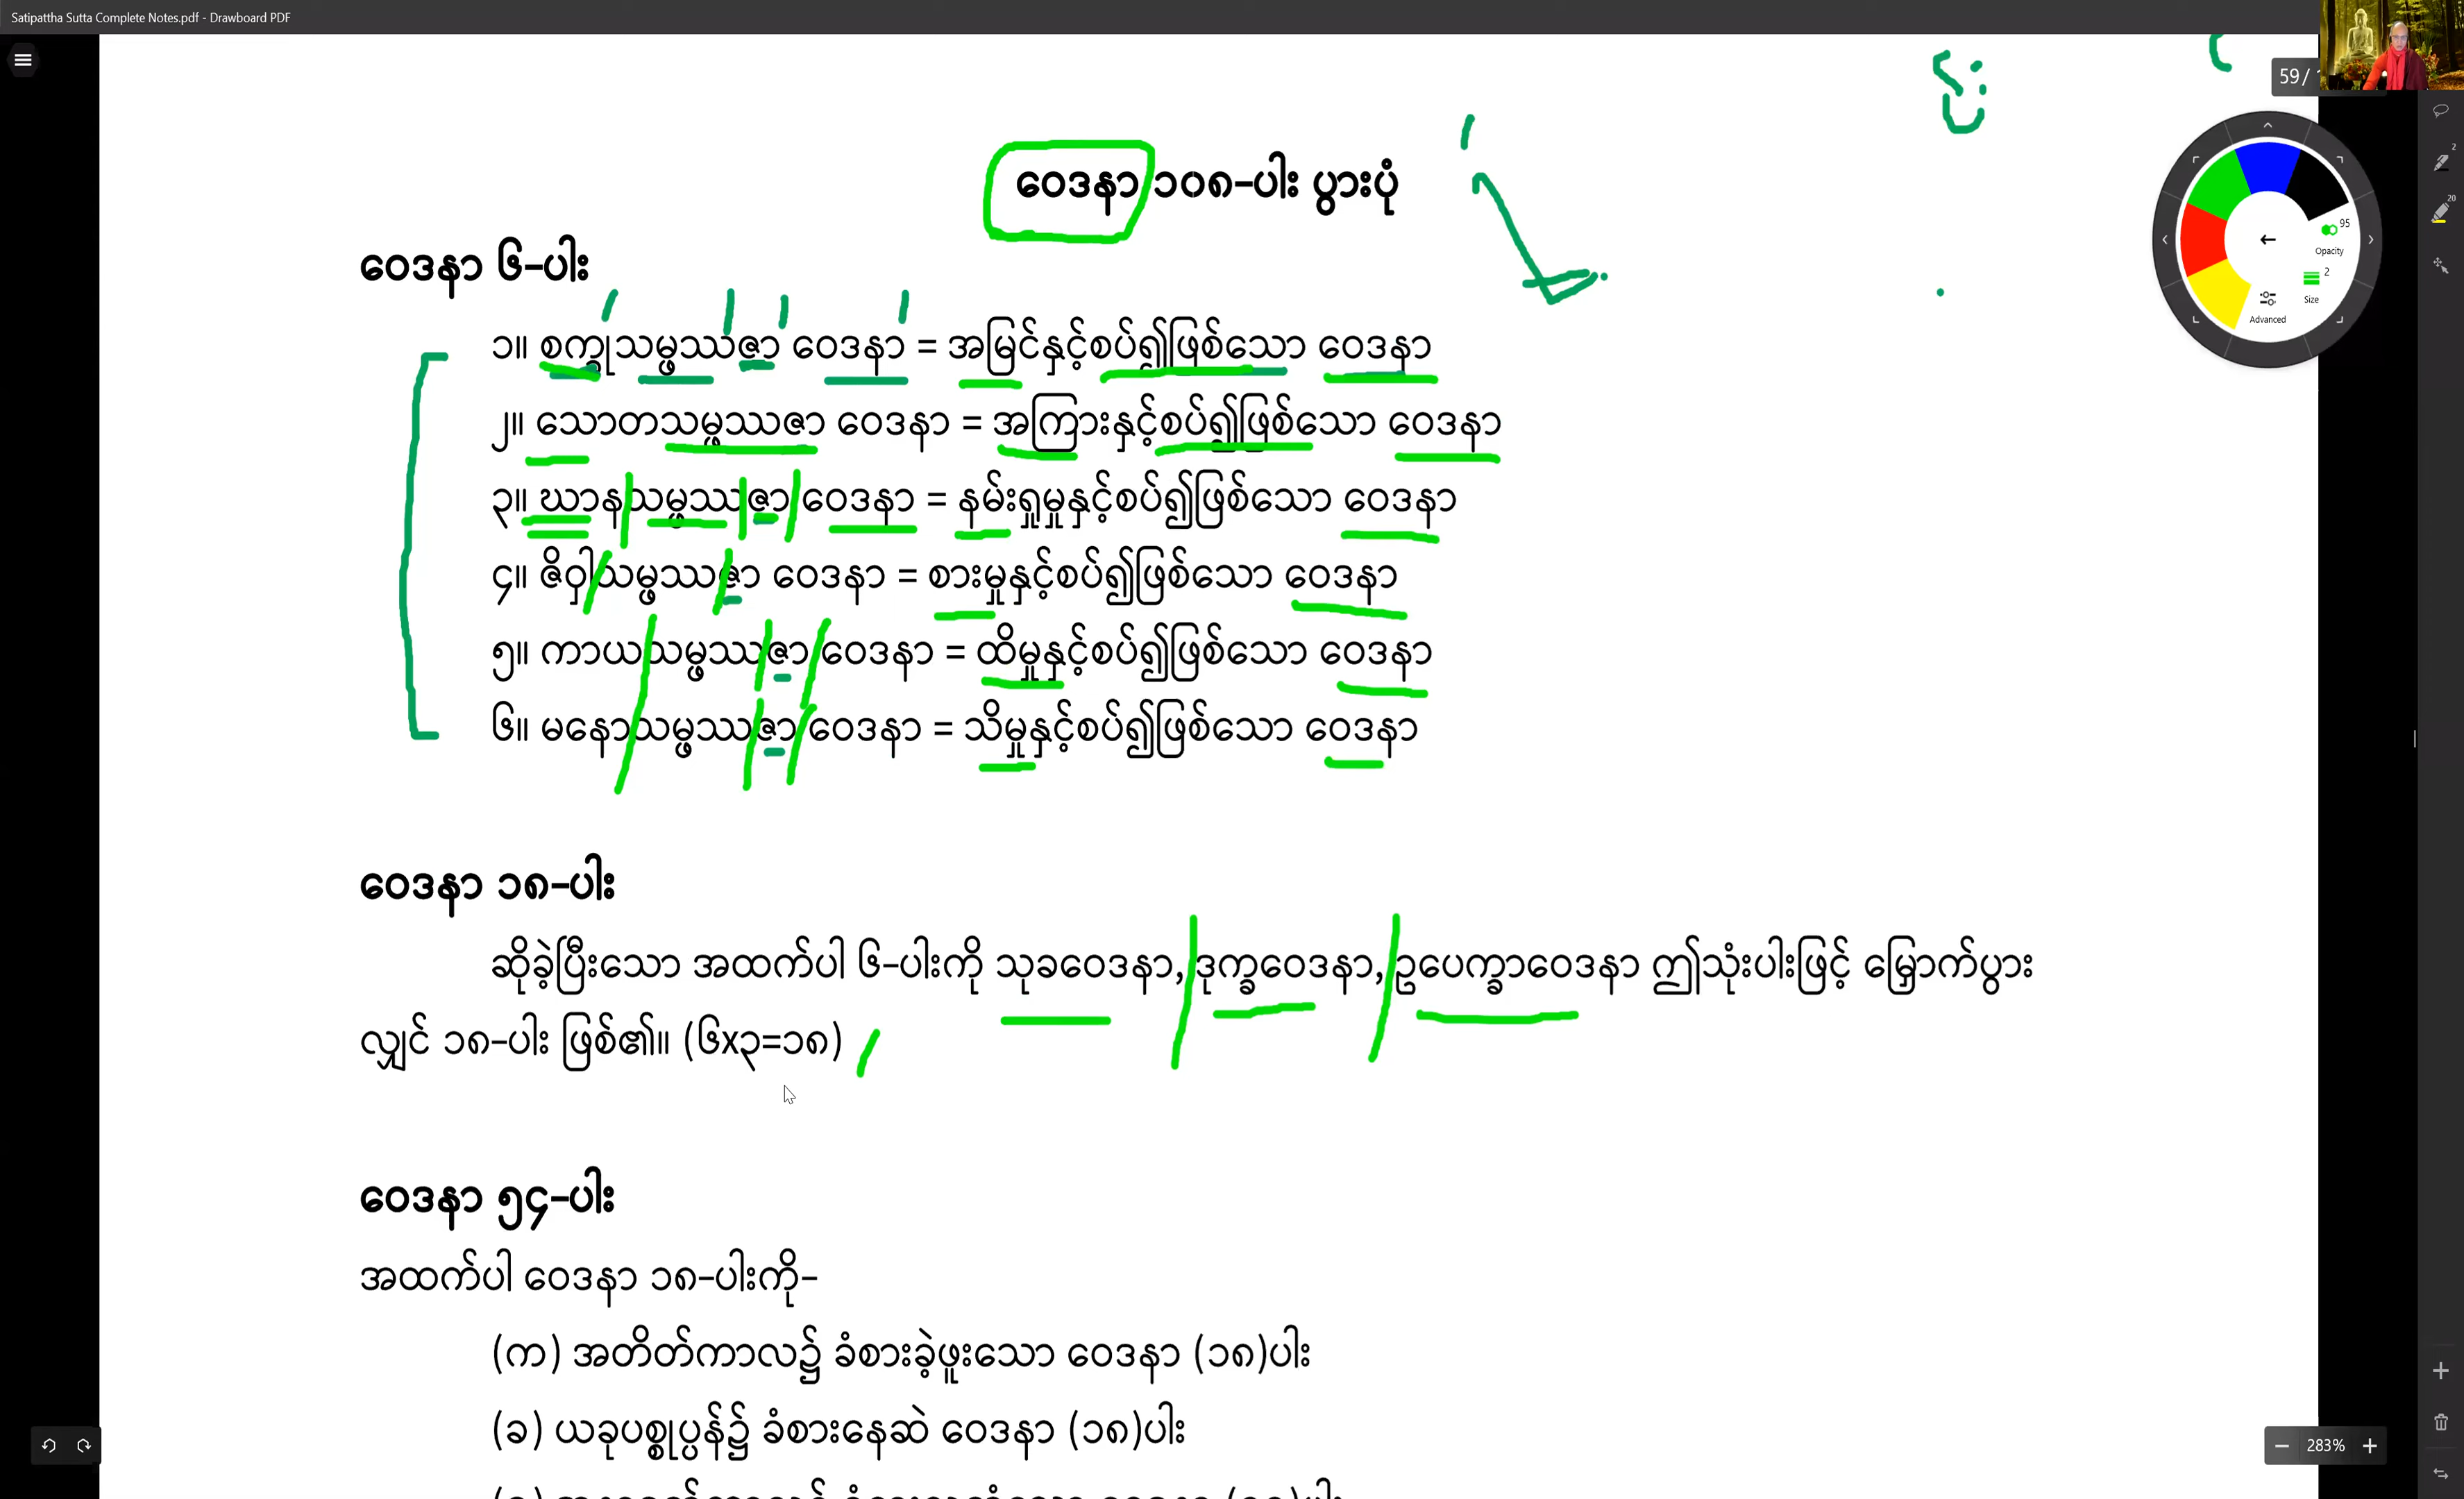 Satipattha Sutta Complete Notes.pdf - Drawboard PDF
59/
ဝေဒနာ ၁၀၈-ပါး ပွားပုံ
ဝေဒနာ ၆-ပါး
၁။ စက္ခုသမ္ဖဿဇာ ဝေဒနာ = အမြင်နှင့်စပ်၍ဖြစ်သော ဝေဒနာ
၂။ သောတသမ္ဖဿဇာ ဝေဒနာ = အကြားနှင့်စပ်၍ဖြစ်သော ဝေဒနာ
၃။ ဃာနသမ္ဖဿဇာ ဝေဒနာ = နမ်းရှုမှုနှင့်စပ်၍ဖြစ်သော ဝေဒနာ
၄။ ဇိဝှါသမ္ဖဿဇာ ဝေဒနာ = စားမှုနှင့်စပ်၍ဖြစ်သော ဝေဒနာ
၅။ ကာယသမ္ဖဿဇာ ဝေဒနာ = ထိမှုနှင့်စပ်၍ဖြစ်သော ဝေဒနာ
၆။ မနောသမ္ဖဿဇာ ဝေဒနာ = သိမှုနှင့်စပ်၍ဖြစ်သော ဝေဒနာ
ဝေဒနာ ၁၈-ပါး
ဆိုခဲ့ပြီးသော အထက်ပါ ၆-ပါးကို သုခဝေဒနာ, ဒုက္ခဝေဒနာ, ဥပေက္ခာဝေဒနာ ဤသုံးပါးဖြင့် မြှောက်ပွား
လျှင် ၁၈-ပါး ဖြစ်၏။ (၆x၃=၁၈)
ဝေဒနာ ၅၄-ပါး
အထက်ပါ ဝေဒနာ ၁၈-ပါးကို-
(က) အတိတ်ကာလ၌ ခံစားခဲ့ဖူးသော ဝေဒနာ (၁၈)ပါး
(ခ) ယခုပစ္စုပ္ပန်၌ ခံစားနေဆဲ ဝေဒနာ (၁၈)ပါး
95
Opacity
2
Size
Advanced
2
20
283%